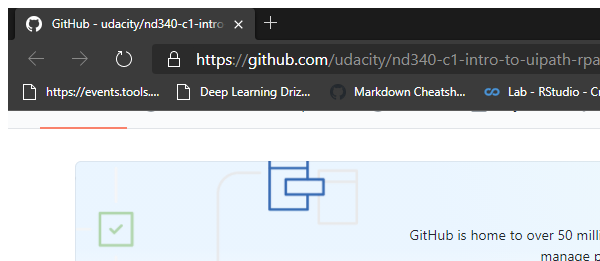 GitHub - udacity/nd340-c1-intro
https://github.com/udacity/nd340-c1-intro-to-uipath-rpa
https://events.tools.... Deep Learning Driz... Markdown Cheatsh... Lab - RStudio - C
GitHub is home to over 50 milli
manage p